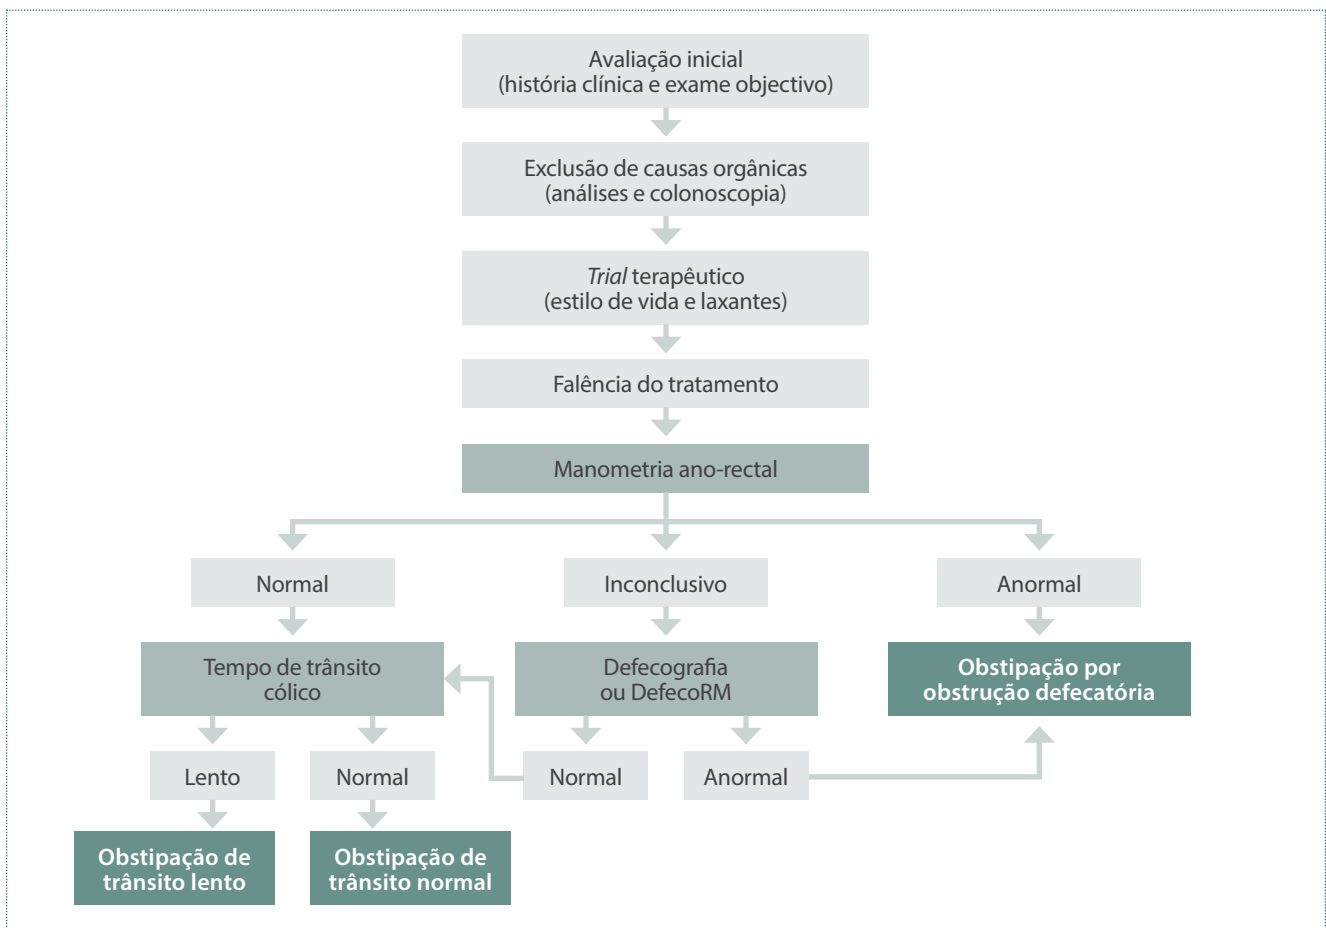 Avaliação inicial
(história clínica e exame objectivo)
Exclusão de causas orgânicas
(análises e colonoscopia)
Trial terapêutico
(estilo de vida e laxantes)
Falência do tratamento
Manometria ano-rectal
Normal
Inconclusivo
Anormal
Tempo de trânsito
cólico
Defecografia
ou DefecoRM
Obstipação por
obstrução defecatória
Lento
Normal
Normal
Anormal
Obstipação de
trânsito lento
Obstipação de
trânsito normal